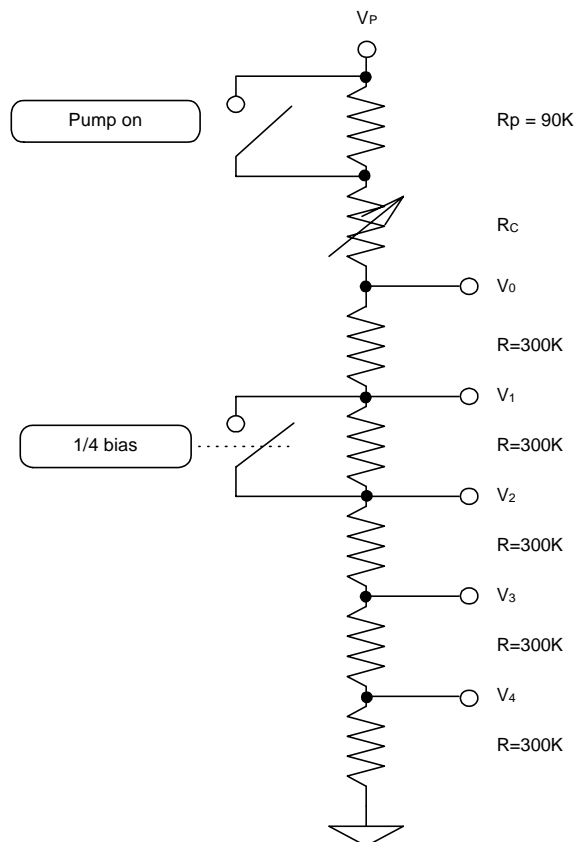 VP
Pump on
Rp = 90K
RC
V0
R=300K
V1
R=300K
1/4 bias
V2
R=300K
V3
R=300K
V4
R=300K